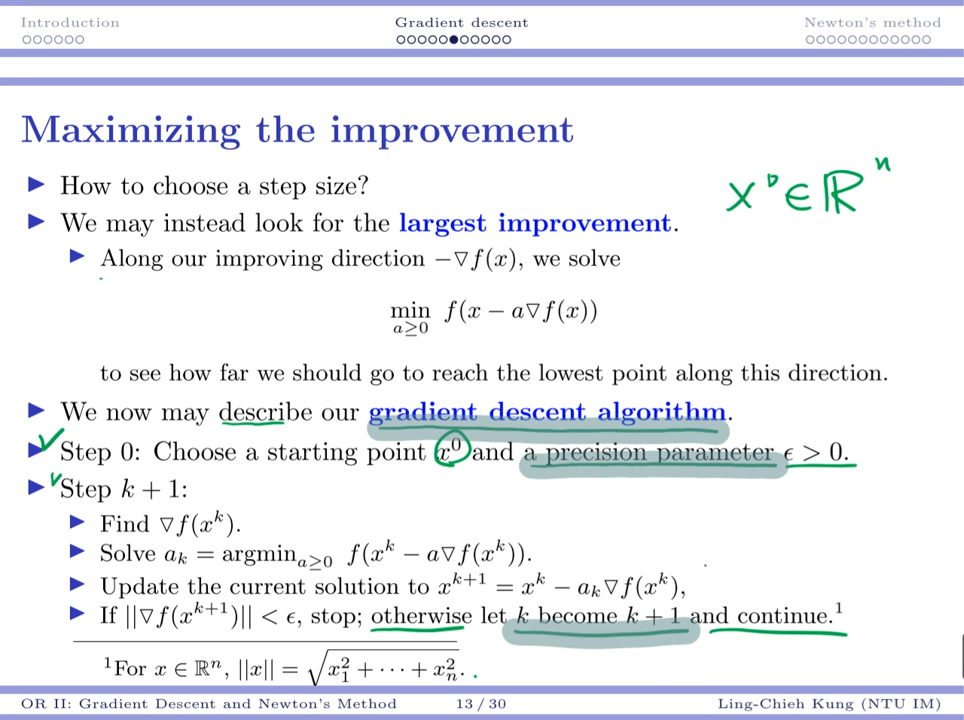 Introduction Gradient descent Newton's method
Maximizing the improvement
▶ How to choose a step size?
x⁰ ∈ ℝⁿ
▶ We may instead look for the largest improvement.
▶ Along our improving direction −▽f(x), we solve
min f(x − a▽f(x))
a≥0
to see how far we should go to reach the lowest point along this direction.
▶ We now may describe our gradient descent algorithm.
▶ Step 0: Choose a starting point x⁰ and a precision parameter ϵ > 0.
▶ Step k + 1:
▶ Find ▽f(xᵏ).
▶ Solve aₖ = argminₐ≥₀ f(xᵏ − a▽f(xᵏ)).
▶ Update the current solution to xᵏ⁺¹ = xᵏ − aₖ▽f(xᵏ),
▶ If ||▽f(xᵏ⁺¹)|| < ϵ, stop; otherwise let k become k + 1 and continue.¹
¹For x ∈ ℝⁿ, ||x|| = √(x₁² + ··· + xₙ²).
OR II: Gradient Descent and Newton's Method 13 / 30 Ling-Chieh Kung (NTU IM)